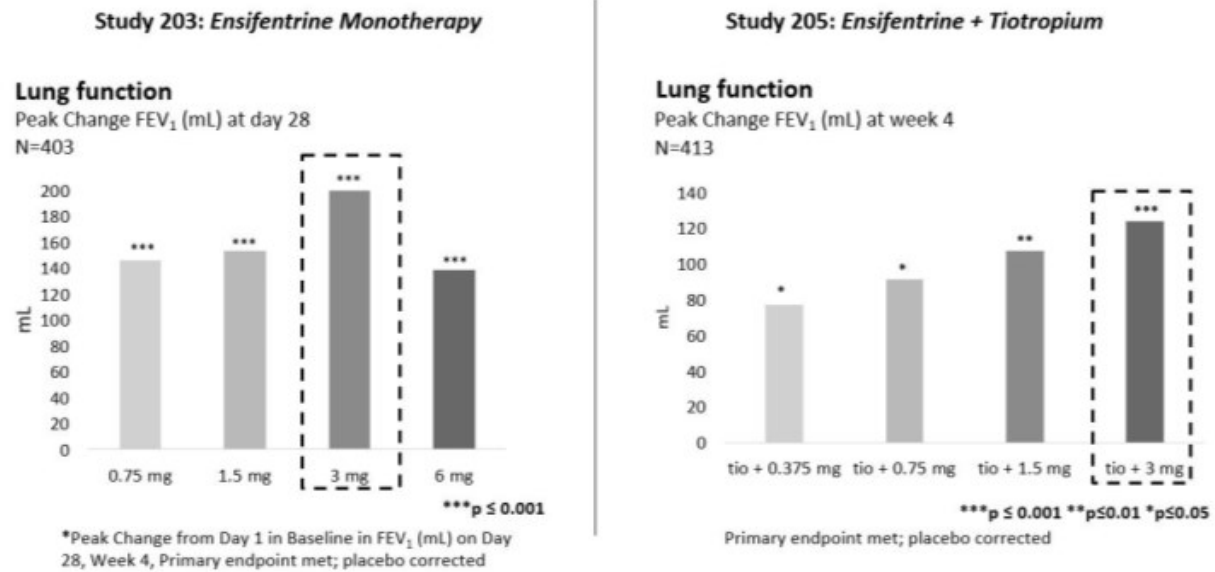 Study 203: Ensifentrine Monotherapy
Lung function
Peak Change FEV₁ (mL) at day 28
N=403
mL
200
180
160
140
120
100
80
60
40
20
0
***
***
***
***
0.75 mg
1.5 mg
3 mg
6 mg
***p ≤ 0.001
*Peak Change from Day 1 in Baseline in FEV₁ (mL) on Day
28, Week 4, Primary endpoint met; placebo corrected
Study 205: Ensifentrine + Tiotropium
Lung function
Peak Change FEV₁ (mL) at week 4
N=413
mL
140
120
100
80
60
40
20
0
*
*
**
***
tio + 0.375 mg
tio + 0.75 mg
tio + 1.5 mg
tio + 3 mg
***p ≤ 0.001 **p≤0.01 *p≤0.05
Primary endpoint met; placebo corrected